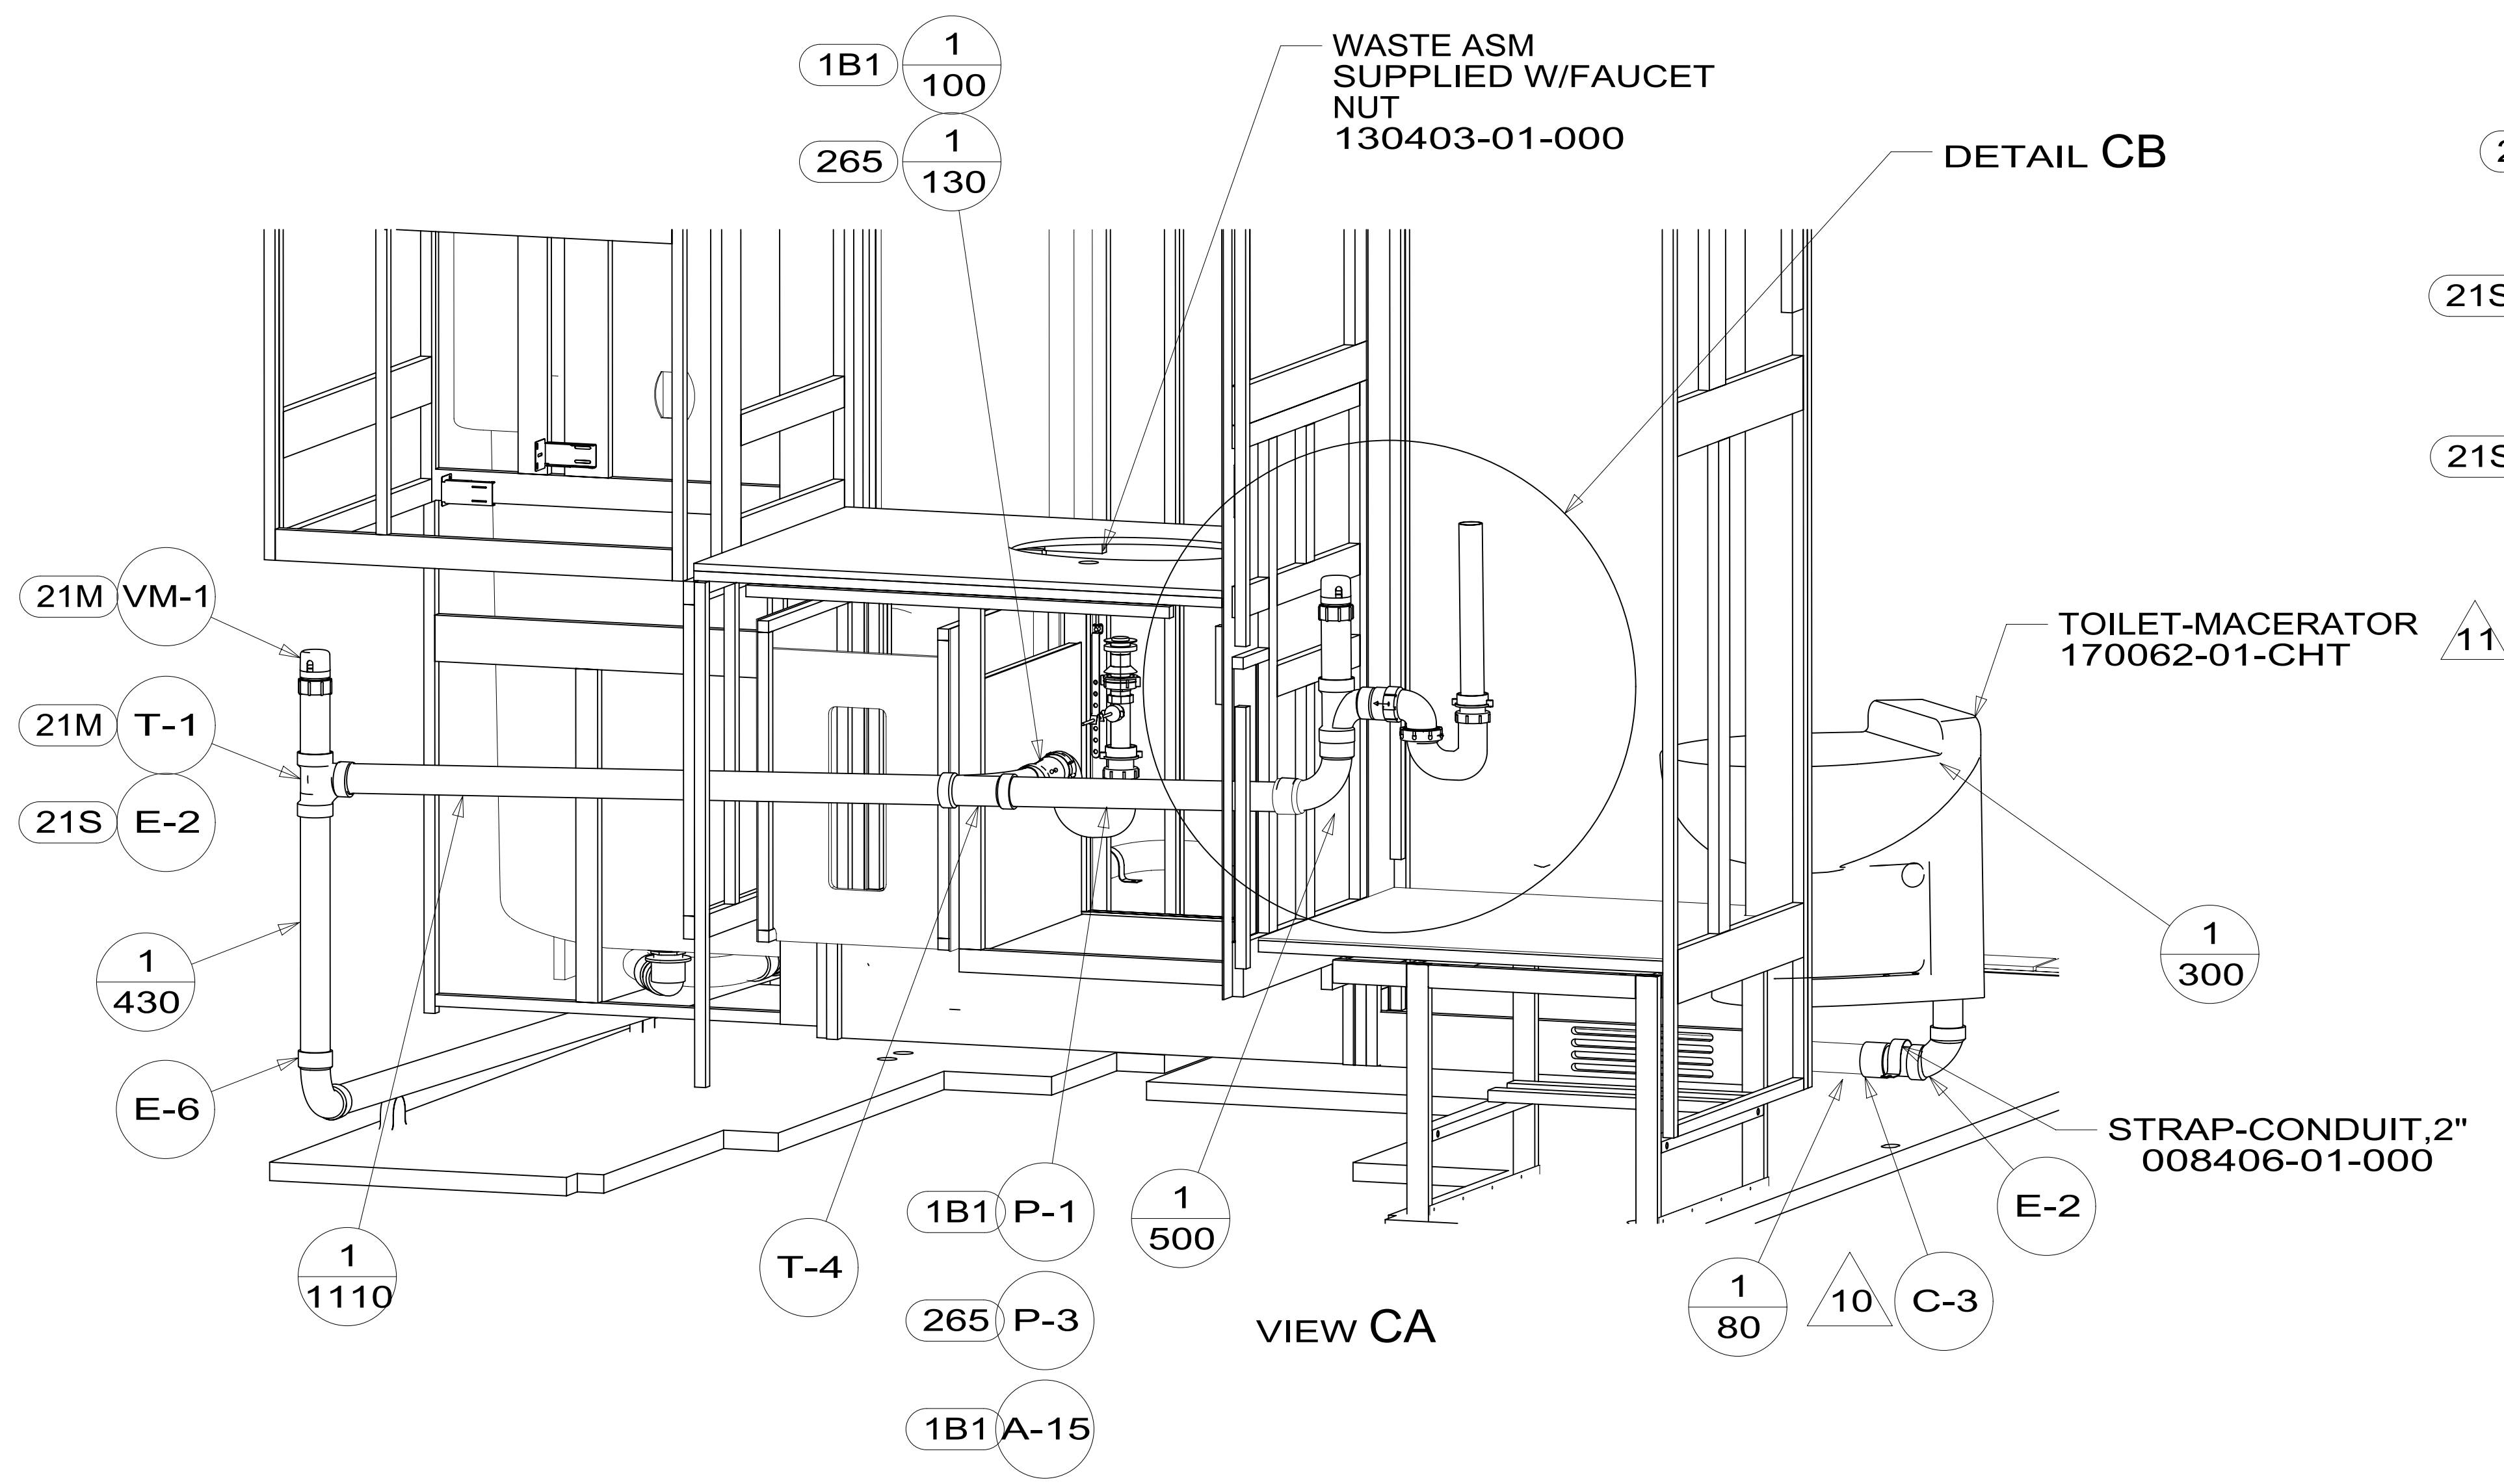 1B1
1
100
265
1
130
WASTE ASM
SUPPLIED W/FAUCET
NUT
130403-01-000
DETAIL CB
21S
21S
21M
VM-1
21M
T-1
21S
E-2
1
430
E-6
TOILET-MACERATOR
170062-01-CHT
11
1
300
STRAP-CONDUIT,2"
008406-01-000
E-2
1
1110
T-4
1B1
P-1
265
P-3
1B1
A-15
1
500
VIEW CA
1
80
10
C-3